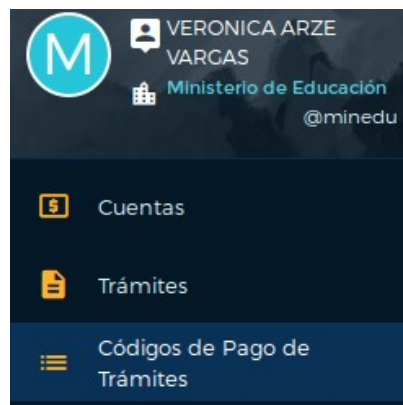 M
VERONICA ARZE
VARGAS
Ministerio de Educación
@minedu
$ Cuentas
Trámites
Códigos de Pago de
Trámites